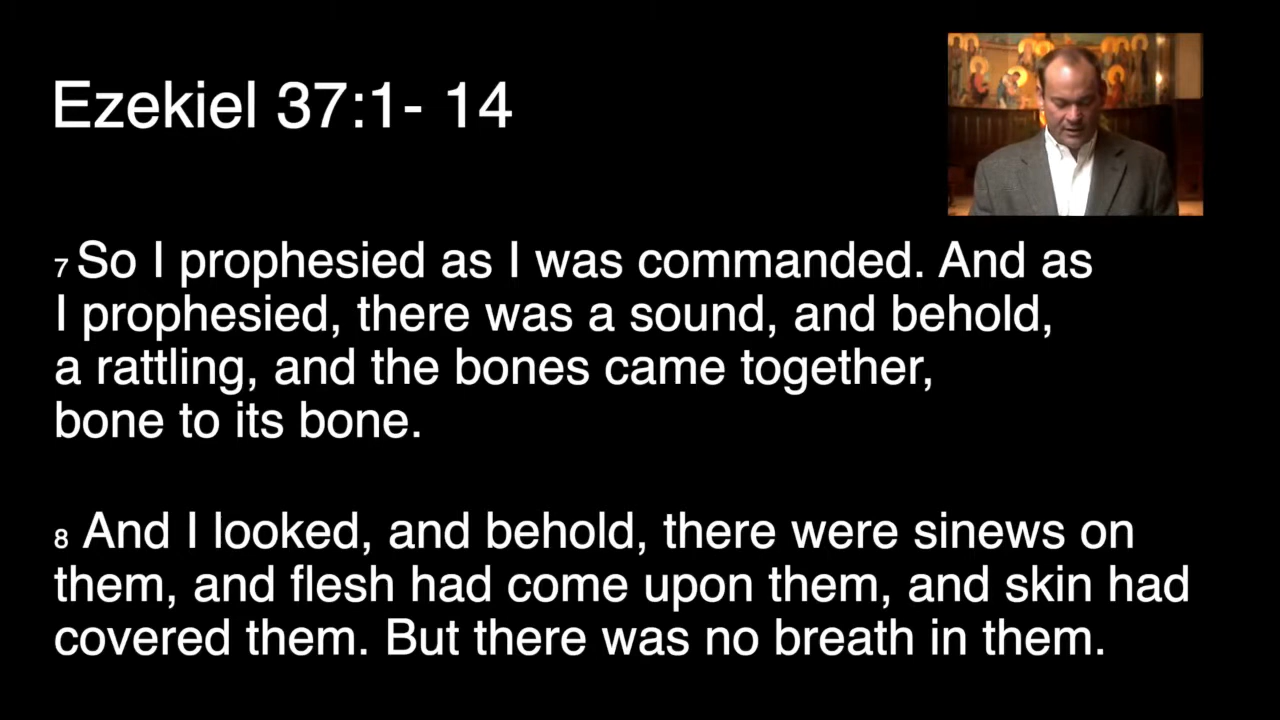 Ezekiel 37:1- 14
7 So I prophesied as I was commanded. And as
I prophesied, there was a sound, and behold,
a rattling, and the bones came together,
bone to its bone.
8 And I looked, and behold, there were sinews on
them, and flesh had come upon them, and skin had
covered them. But there was no breath in them.